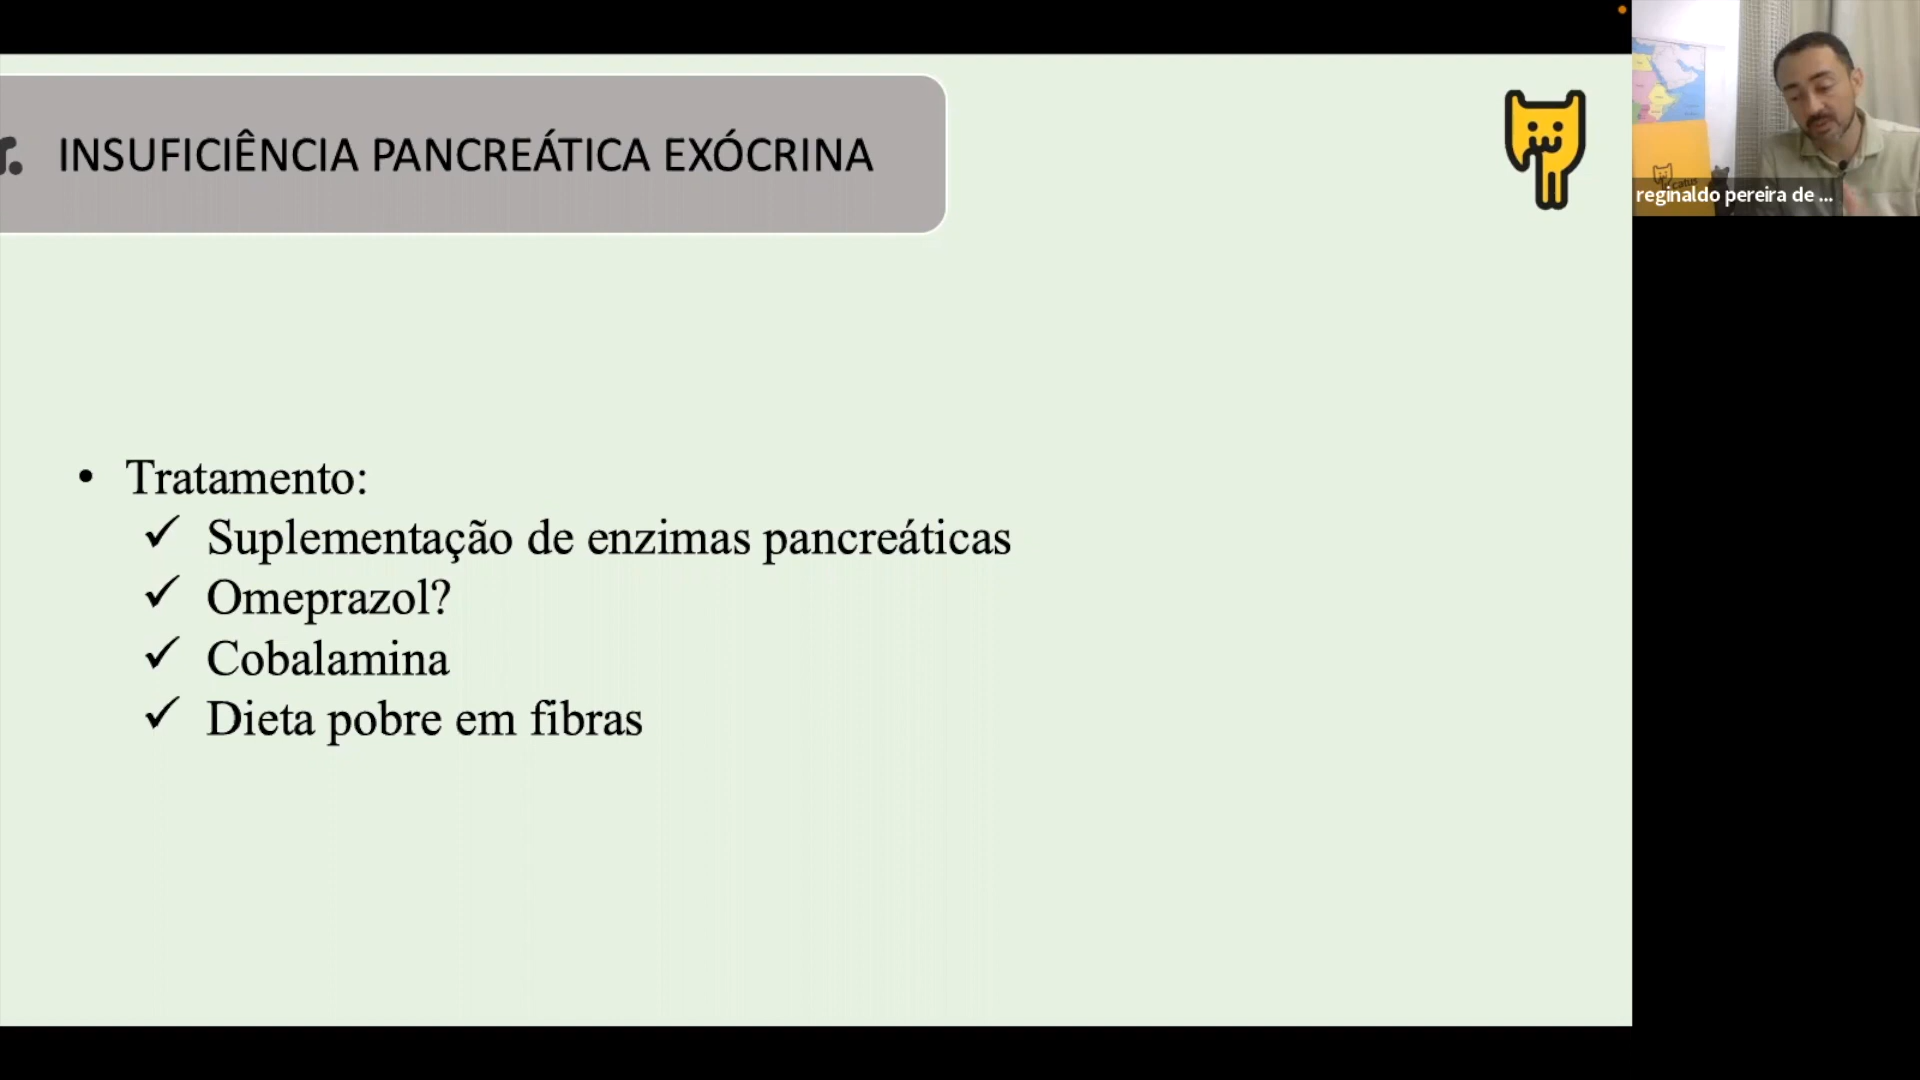 INSUFICIÊNCIA PANCREÁTICA EXÓCRINA
reginaldo pereira de ...
• Tratamento:
✓ Suplementação de enzimas pancreáticas
✓ Omeprazol?
✓ Cobalamina
✓ Dieta pobre em fibras